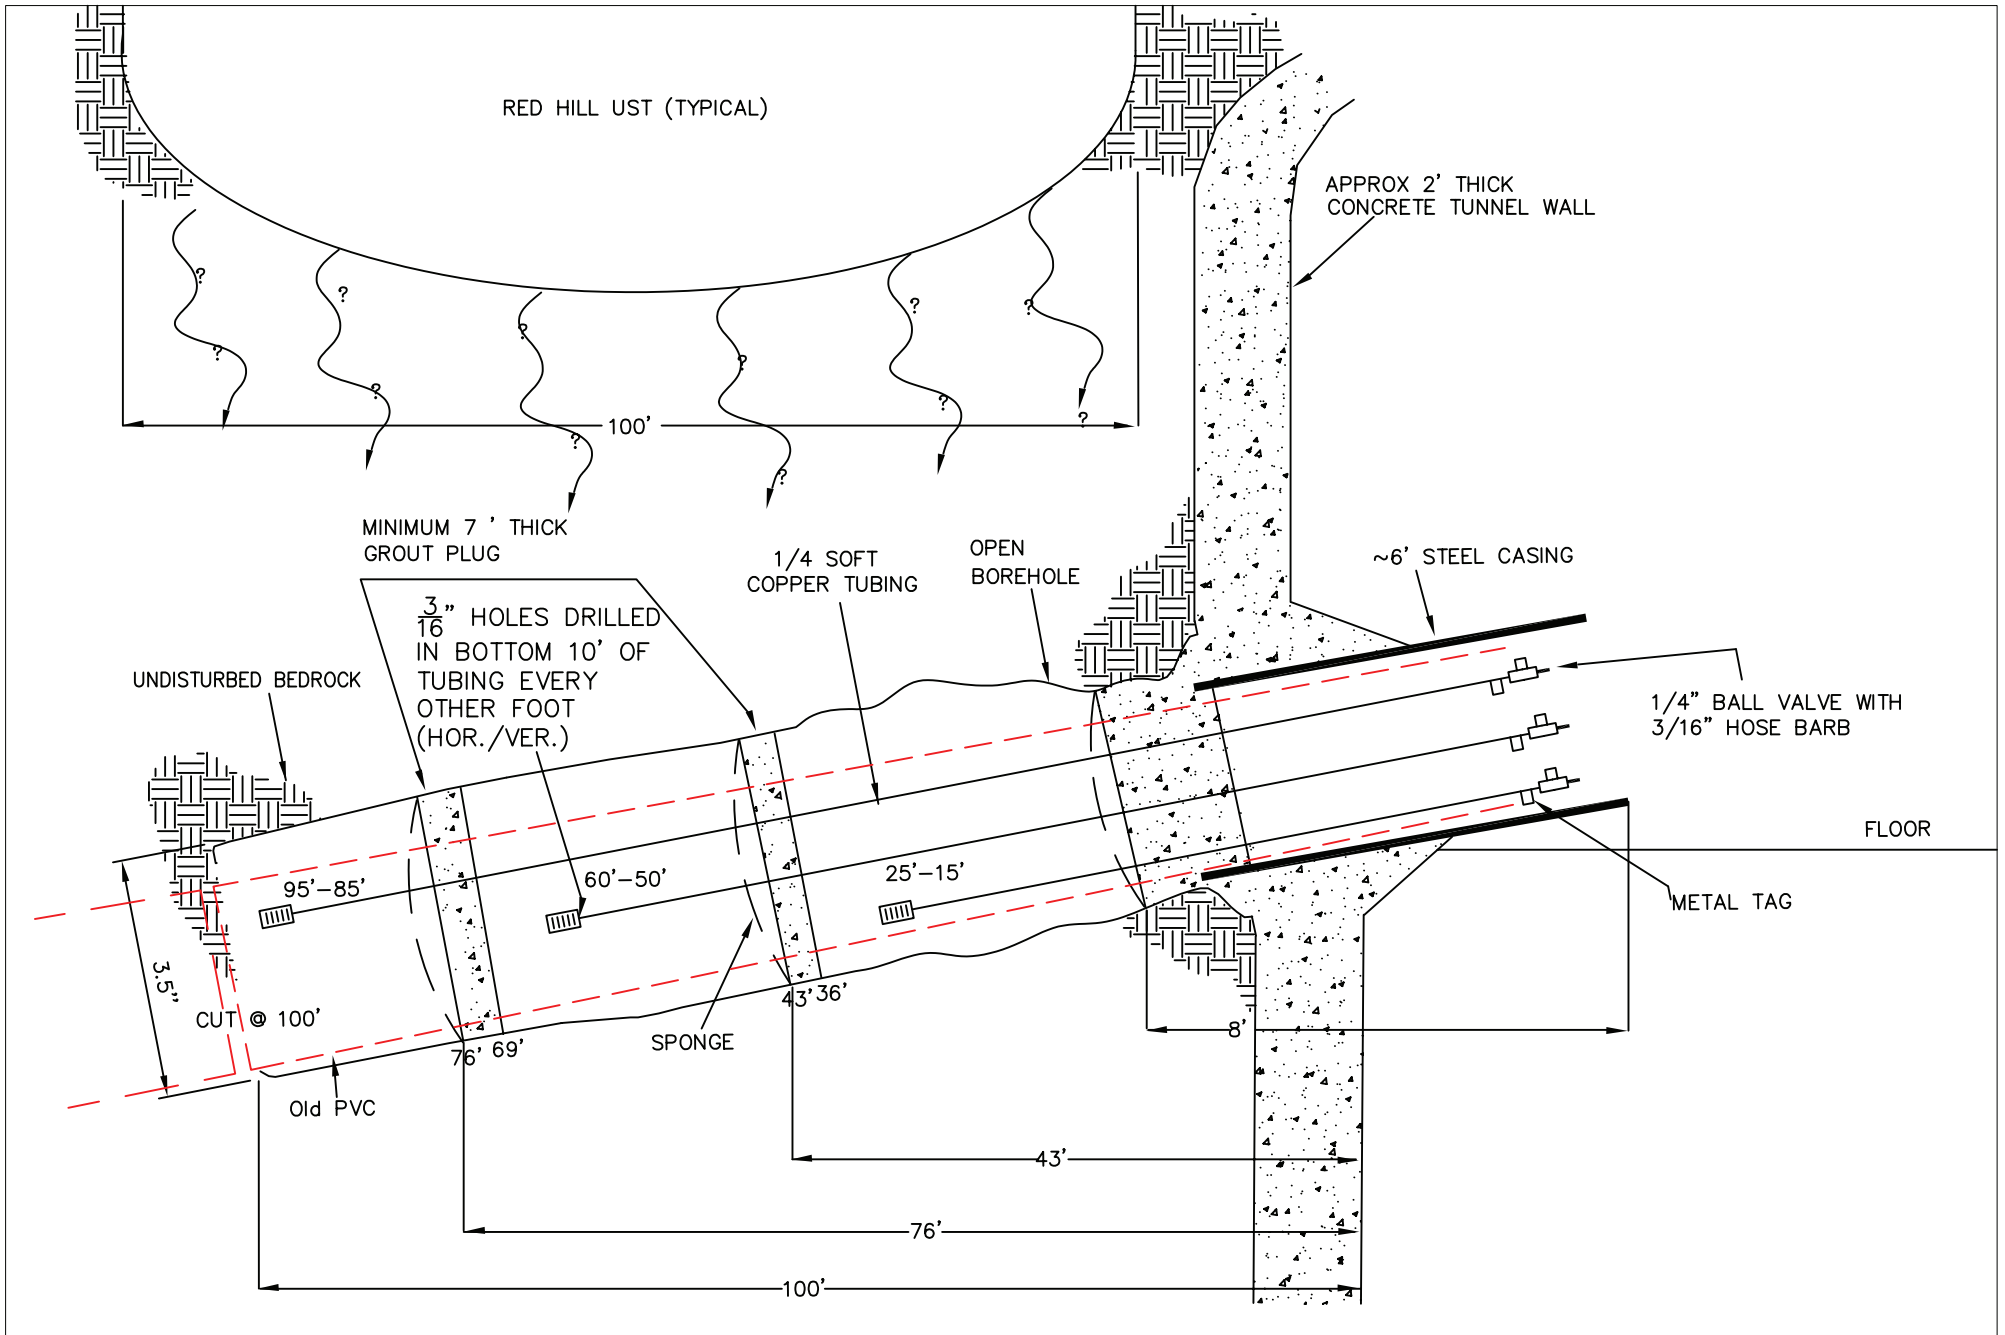 RED HILL UST (TYPICAL)
APPROX 2' THICK
CONCRETE TUNNEL WALL
?
?
?
?
?
?
?
?
?
?
?
?
100'
MINIMUM 7 ' THICK
GROUT PLUG
1/4 SOFT
COPPER TUBING
OPEN
BOREHOLE
~6' STEEL CASING
3/16" HOLES DRILLED
IN BOTTOM 10' OF
TUBING EVERY
OTHER FOOT
(HOR./VER.)
UNDISTURBED BEDROCK
1/4" BALL VALVE WITH
3/16" HOSE BARB
FLOOR
95'-85'
60'-50'
25'-15'
METAL TAG
3.5"
CUT @ 100'
43' 36'
8'
SPONGE
76' 69'
Old PVC
43'
76'
100'